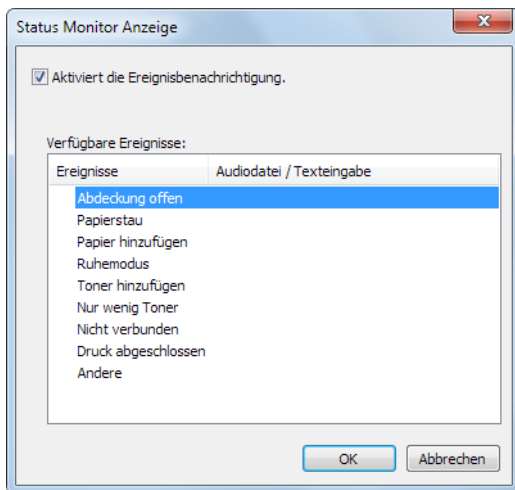 Status Monitor Anzeige
Aktiviert die Ereignisbenachrichtigung.
Verfügbare Ereignisse:
Ereignisse Audiodatei / Texteingabe
Abdeckung offen
Papierstau
Papier hinzufügen
Ruhemodus
Toner hinzufügen
Nur wenig Toner
Nicht verbunden
Druck abgeschlossen
Andere
OK Abbrechen